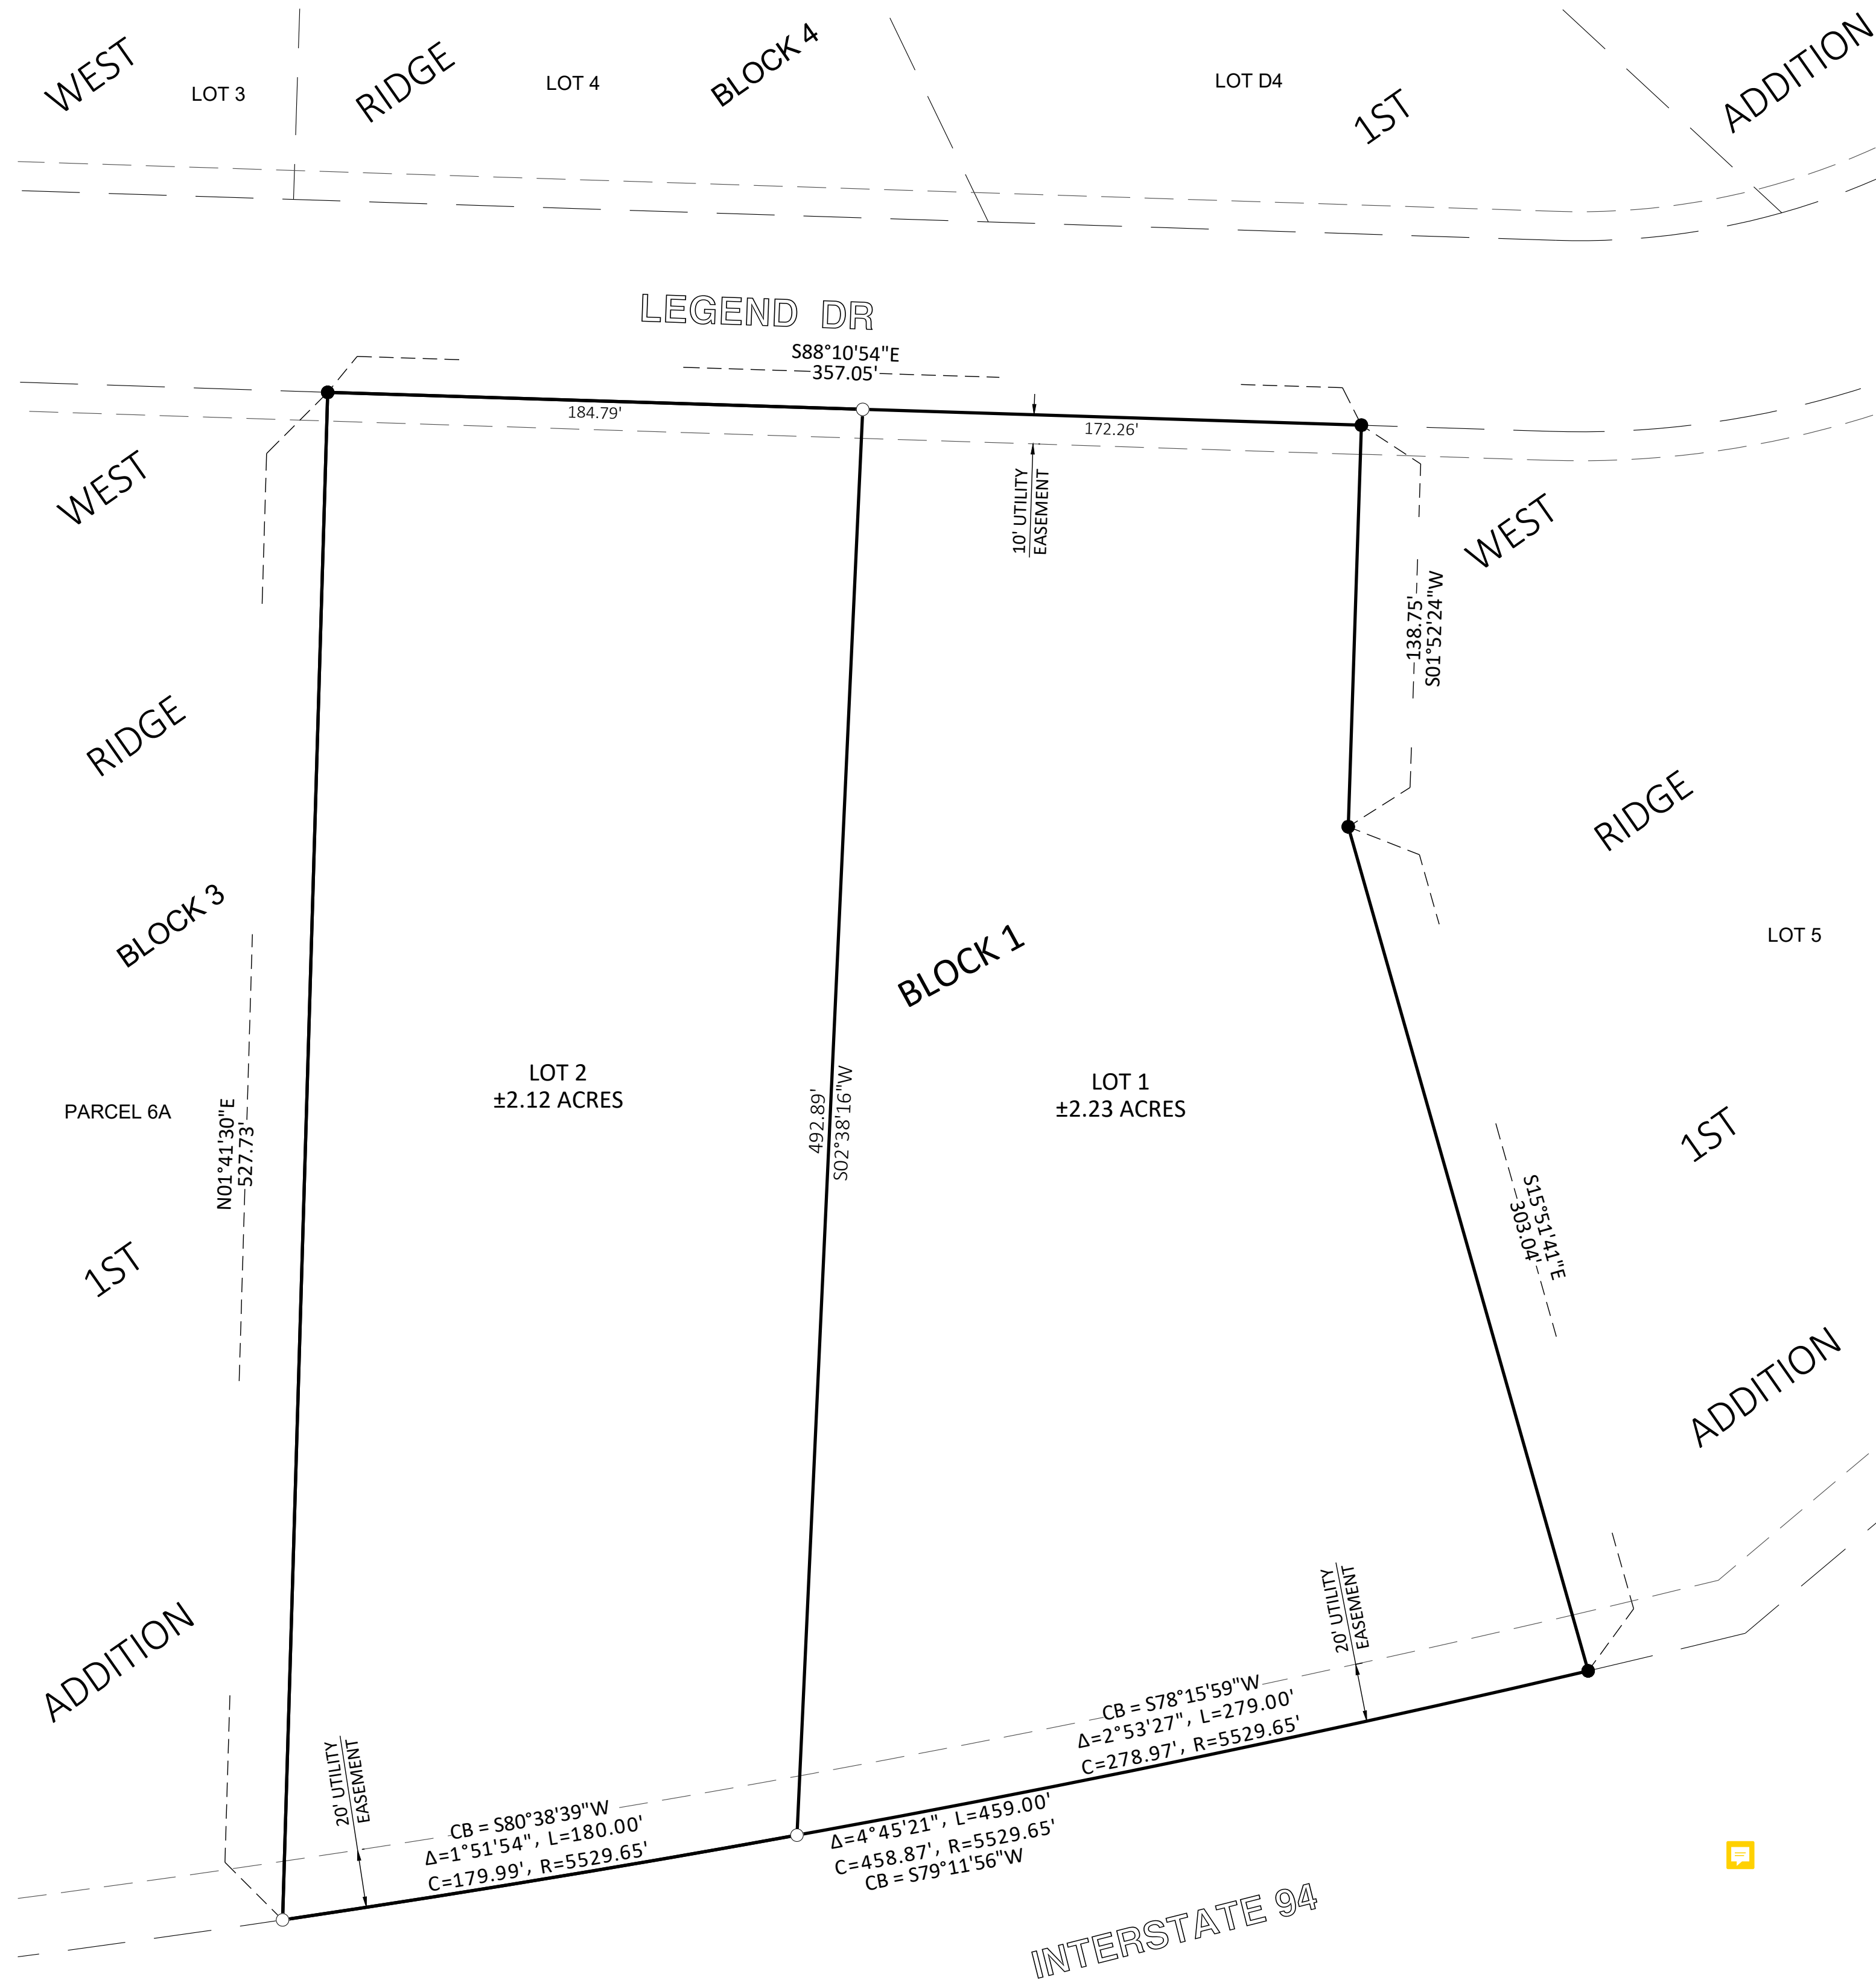 WEST
LOT 3
RIDGE
LOT 4
BLOCK 4
LOT D4
1ST
ADDITION
LEGEND DR
S88°10'54"E
357.05'
184.79'
172.26'
10' UTILITY
EASEMENT
WEST
RIDGE
BLOCK 3
PARCEL 6A
N01°41'30"E
527.73'
1ST
ADDITION
WEST
138.75'
S01°52'24"W
RIDGE
LOT 5
1ST
S15°51'41"E
303.04'
ADDITION
BLOCK 1
LOT 2
±2.12 ACRES
492.89'
S02°38'16"W
LOT 1
±2.23 ACRES
20' UTILITY
EASEMENT
CB = S78°15'59"W
Δ=2°53'27", L=279.00'
C=278.97', R=5529.65'
20' UTILITY
EASEMENT
CB = S80°38'39"W
Δ=1°51'54", L=180.00'
C=179.99', R=5529.65'
Δ=4°45'21", L=459.00'
C=458.87', R=5529.65'
CB = S79°11'56"W
INTERSTATE 94